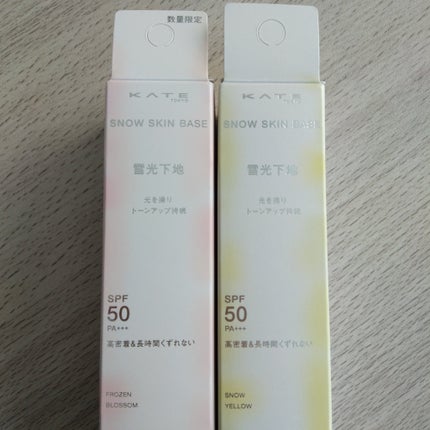 数量限定
KATE
TOKYO
SNOW SKIN BASE
雪光下地
光を操り
トーンアップ持続
SPF
50
PA+++
高密着&長時間くずれない
FROZEN
BLOSSOM
KATE
TOKYO
SNOW SKIN BASE
雪光下地
光を操り
トーンアップ持続
SPF
50
PA+++
高密着&長時間くずれない
SNOW
YELLOW